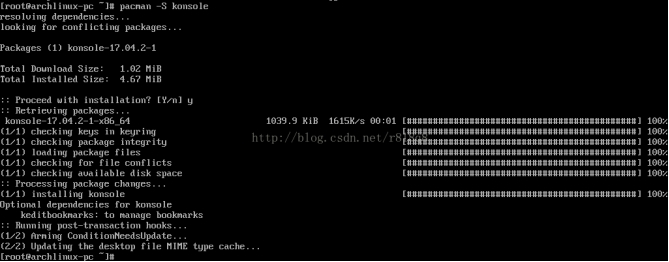 [root@archlinux-pc ~]# pacman -S konsole
resolving dependencies...
looking for conflicting packages...
Packages (1) konsole-17.04.2-1
Total Download Size:   1.02 MiB
Total Installed Size:  4.67 MiB
:: Proceed with installation? [Y/n] y
:: Retrieving packages...
konsole-17.04.2-1-x86_64 1039.9 KiB 1615K/s 00:01 [########################################] 100%
(1/1) checking keys in keyring [########################################] 100%
(1/1) checking package integrity [########################################] 100%
(1/1) loading package files [########################################] 100%
(1/1) checking for file conflicts [########################################] 100%
(1/1) checking available disk space [########################################] 100%
:: Processing package changes...
(1/1) installing konsole [########################################] 100%
Optional dependencies for konsole
keditbookmarks: to manage bookmarks
:: Running post-transaction hooks...
(1/2) Arming ConditionNeedsUpdate...
(2/2) Updating the desktop file MIME type cache...
[root@archlinux-pc ~]#